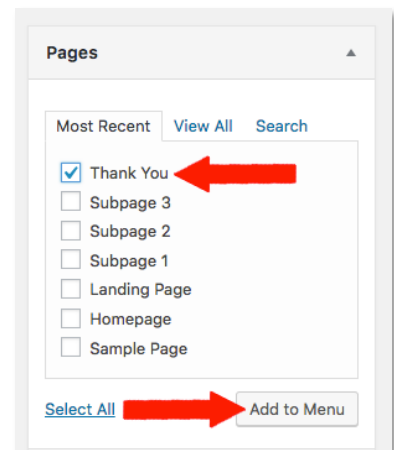 Pages
Most Recent View All Search
Thank You
Subpage 3
Subpage 2
Subpage 1
Landing Page
Homepage
Sample Page
Select All Add to Menu